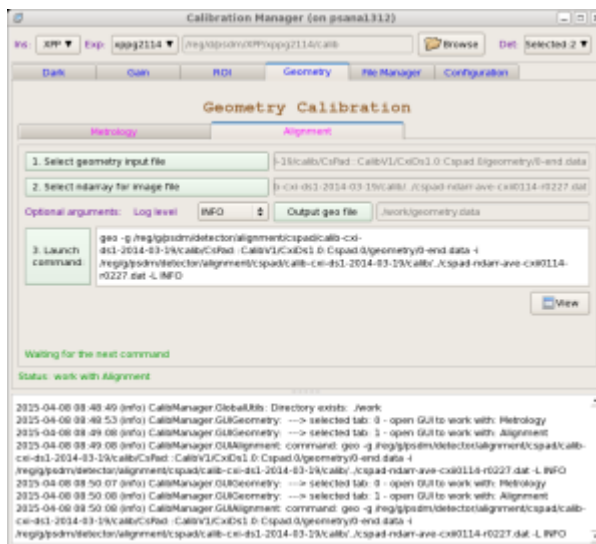 Calibration Manager (on psana1312)
Ins: XPP Exp: xppg2114 /reg/d/psdm/XPP/xppg2114/calib Browse Det: Selected 2
Dark Gain ROI Geometry File Manager Configuration
Geometry Calibration
Metrology Alignment
1. Select geometry input file -19/calib/CsPad::CalibV1/CxiDs1.0:Cspad.0/geometry/0-end.data
2. Select ndarray for image file b-cxi-ds1-2014-03-19/calib/../cspad-ndarr-ave-cxii0114-r0227.dat
Optional arguments: Log level INFO Output geo file ./work/geometry.data
3. Launch command: geo -g /reg/g/psdm/detector/alignment/cspad/calib-cxi-
ds1-2014-03-19/calib/CsPad::CalibV1/CxiDs1.0:Cspad.0/geometry/0-end.data -i
/reg/g/psdm/detector/alignment/cspad/calib-cxi-ds1-2014-03-19/calib/../cspad-ndarr-ave-cxii0114-
r0227.dat -L INFO
View
Waiting for the next command
Status: work with Alignment
2015-04-08 08:48:49 (info) CalibManager.GlobalUtils: Directory exists: ./work
2015-04-08 08:48:53 (info) CalibManager.GUIGeometry: ---> selected tab: 0 - open GUI to work with: Metrology
2015-04-08 08:49:08 (info) CalibManager.GUIGeometry: ---> selected tab: 1 - open GUI to work with: Alignment
2015-04-08 08:49:08 (info) CalibManager.GUIAlignment: command: geo -g /reg/g/psdm/detector/alignment/cspad/calib-
cxi-ds1-2014-03-19/calib/CsPad::CalibV1/CxiDs1.0:Cspad.0/geometry/0-end.data -i
/reg/g/psdm/detector/alignment/cspad/calib-cxi-ds1-2014-03-19/calib/../cspad-ndarr-ave-cxii0114-r0227.dat -L INFO
2015-04-08 08:50:07 (info) CalibManager.GUIGeometry: ---> selected tab: 0 - open GUI to work with: Metrology
2015-04-08 08:50:08 (info) CalibManager.GUIGeometry: ---> selected tab: 1 - open GUI to work with: Alignment
2015-04-08 08:50:08 (info) CalibManager.GUIAlignment: command: geo -g /reg/g/psdm/detector/alignment/cspad/calib-
cxi-ds1-2014-03-19/calib/CsPad::CalibV1/CxiDs1.0:Cspad.0/geometry/0-end.data -i
/reg/g/psdm/detector/alignment/cspad/calib-cxi-ds1-2014-03-19/calib/../cspad-ndarr-ave-cxii0114-r0227.dat -L INFO